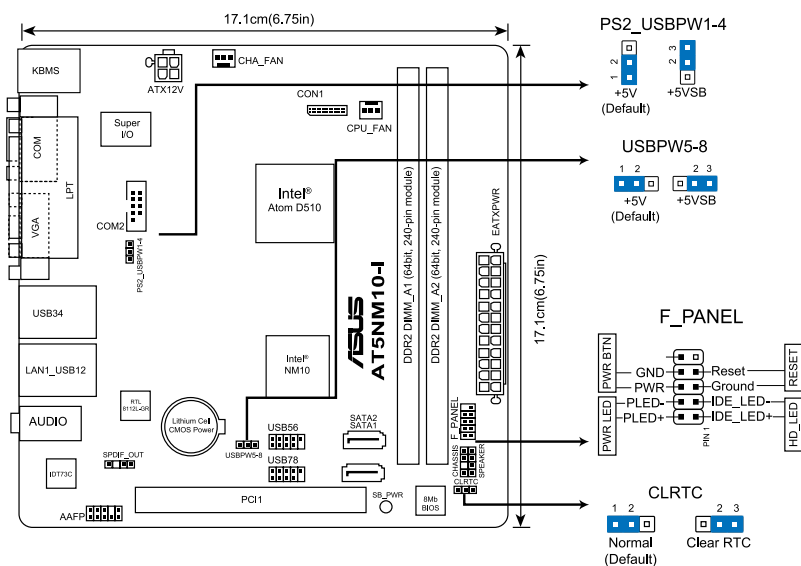 17.1cm(6.75in)
KBMS
ATX12V
CHA_FAN
CON1
CPU_FAN
Super
I/O
COM
LPT
VGA
COM2
PS2_USBPW1-4
Intel®
Atom D510
DDR2 DIMM_A1 (64bit, 240-pin module)
DDR2 DIMM_A2 (64bit, 240-pin module)
EATXPWR
17.1cm(6.75in)
USB34
ASUS
AT5NM10-I
Intel®
NM10
LAN1_USB12
RTL
8112L-GR
AUDIO
Lithium Cell
CMOS Power
USBPW5-8
USB56
SATA2
SATA1
F_PANEL
SPDIF_OUT
IDT73C
USB78
CHASSIS
SPEAKER
CLRTC
PCI1
SB_PWR
8Mb
BIOS
AAFP
PS2_USBPW1-4
2
1
+5V
(Default)
3
2
+5VSB
USBPW5-8
1 2
+5V
(Default)
2 3
+5VSB
F_PANEL
PWR BTN
GND
PWR
Reset
Ground
RESET
PWR LED
PLED-
PLED+
IDE_LED-
IDE_LED+
HD_LED
PIN 1
CLRTC
1 2
Normal
(Default)
2 3
Clear RTC